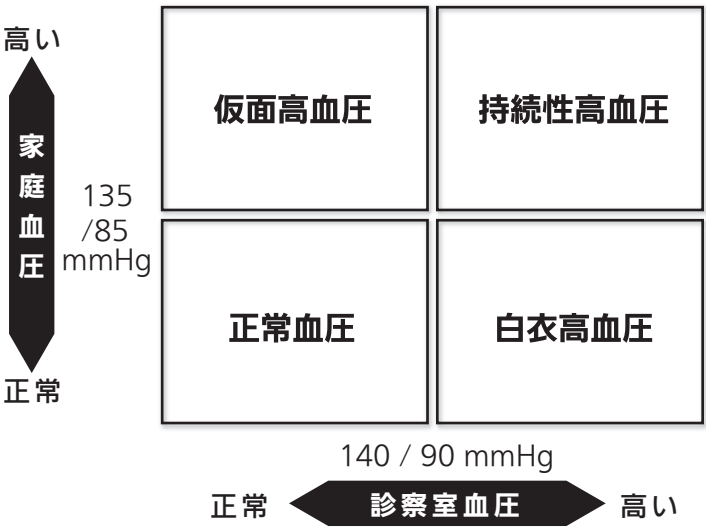 高い
仮面高血圧
持続性高血圧
家庭血圧
135
/85
mmHg
正常血圧
白衣高血圧
正常
140 / 90 mmHg
正常
診察室血圧
高い